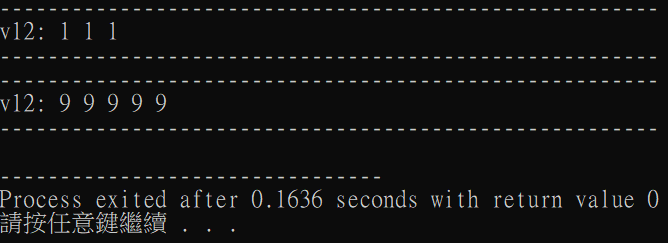 -------------------------------------------------------
v12: 1 1 1
-------------------------------------------------------
-------------------------------------------------------
v12: 9 9 9 9 9
-------------------------------------------------------
--------------------------------
Process exited after 0.1636 seconds with return value 0
請按任意鍵繼續 . . .